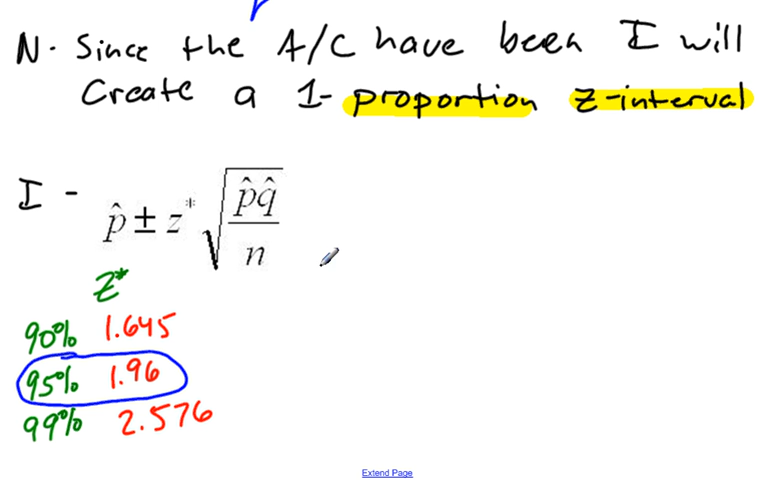 N. Since the A/C have been I will
Create a 1-proportion z-interval
I - p̂ ± z* √(p̂q̂/n)
z*
90% 1.645
95% 1.96
99% 2.576
Extend Page